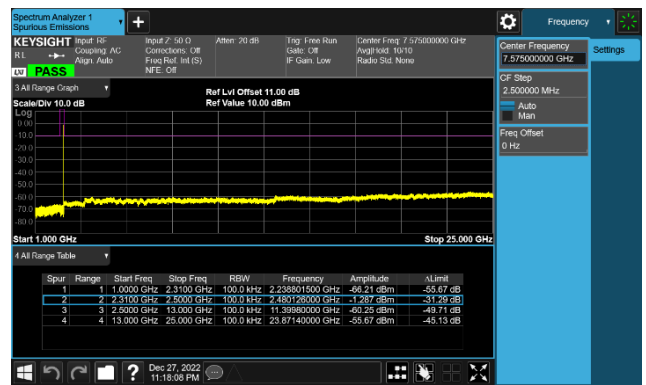 Spectrum Analyzer 1
Spurious Emissions
Frequency
KEYSIGHT
R L
LXI
PASS
Input: RF
Coupling: AC
Align: Auto
Input Z: 50 Ω
Corrections: Off
Freq Ref: Int (S)
NFE: Off
Atten: 20 dB
Trig: Free Run
Gate: Off
IF Gain: Low
Center Freq: 7.575000000 GHz
Avg|Hold: 10/10
Radio Std: None
Center Frequency
7.575000000 GHz
Settings
CF Step
2.500000 MHz
Auto
Man
Freq Offset
0 Hz
3 All Range Graph
Scale/Div 10.0 dB
Ref Lvl Offset 11.00 dB
Ref Value 10.00 dBm
Log
0.00
-10.0
-20.0
-30.0
-40.0
-50.0
-60.0
-70.0
-80.0
Start 1.000 GHz
Stop 25.000 GHz
4 All Range Table
Spur Range Start Freq Stop Freq RBW Frequency Amplitude ΔLimit
1 1 1.0000 GHz 2.3100 GHz 100.0 kHz 2.238801500 GHz -66.21 dBm -55.67 dB
2 2 2.3100 GHz 2.5000 GHz 100.0 kHz 2.480126000 GHz -1.287 dBm -31.29 dB
3 3 2.5000 GHz 13.000 GHz 100.0 kHz 11.39980000 GHz -60.25 dBm -49.71 dB
4 4 13.000 GHz 25.000 GHz 100.0 kHz 23.87140000 GHz -55.67 dBm -45.13 dB
?
Dec 27, 2022
11:18:08 PM